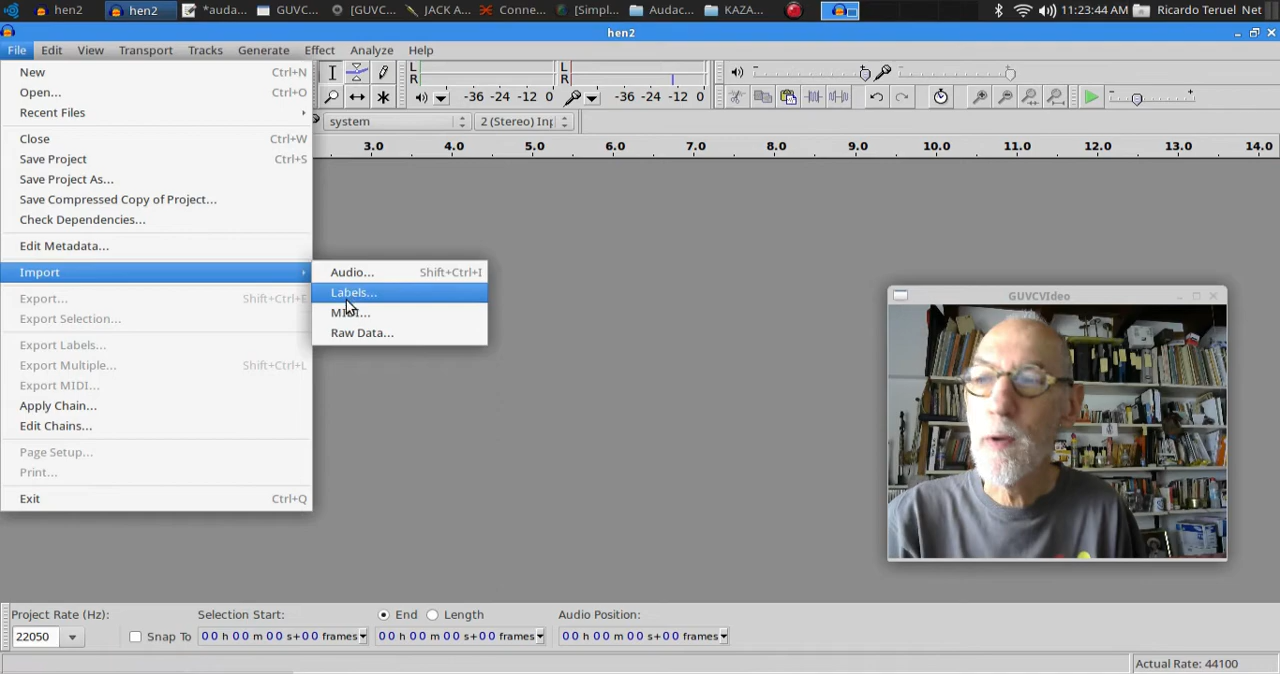 hen2
hen2
*auda...
GUVC...
[GUVC...
JACK A...
Conne...
[Simpl...
Audac...
KAZA...
11:23:44 AM
Ricardo Teruel Net
hen2
File Edit View Transport Tracks Generate Effect Analyze Help
New Ctrl+N
Open... Ctrl+O
Recent Files
Close Ctrl+W
Save Project Ctrl+S
Save Project As...
Save Compressed Copy of Project...
Check Dependencies...
Edit Metadata...
Import
Export... Shift+Ctrl+E
Export Selection...
Export Labels...
Export Multiple... Shift+Ctrl+L
Export MIDI...
Apply Chain...
Edit Chains...
Page Setup...
Print...
Exit Ctrl+Q
Audio... Shift+Ctrl+I
Labels...
MIDI...
Raw Data...
L
R
L
R
-36 -24 -12 0
-36 -24 -12 0
system
2 (Stereo) Inp
3.0 4.0 5.0 6.0 7.0 8.0 9.0 10.0 11.0 12.0 13.0 14.0
GUVCVIdeo
Project Rate (Hz):
Selection Start:
End
Length
Audio Position:
22050
Snap To
00 h 00 m 00 s+00 frames
00 h 00 m 00 s+00 frames
00 h 00 m 00 s+00 frames
Actual Rate: 44100